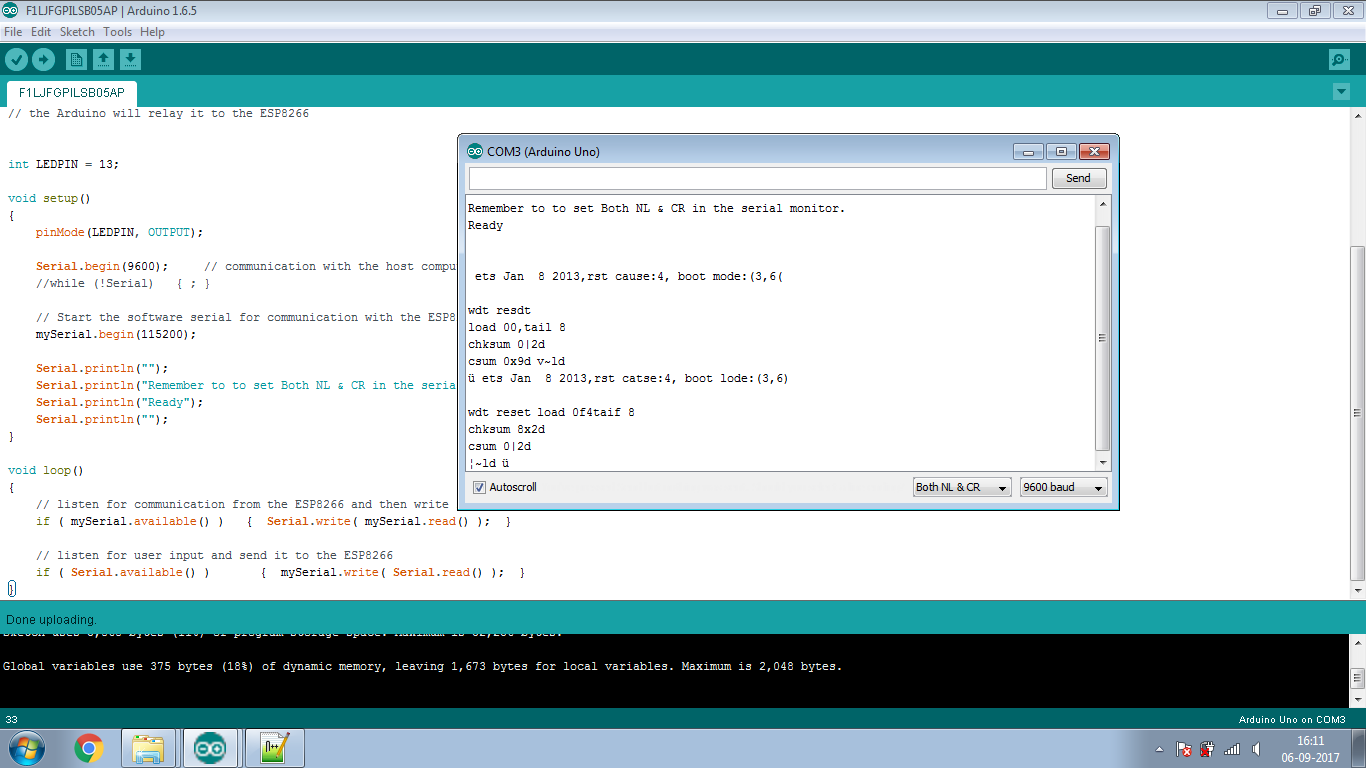 F1LJFGPILSB05AP | Arduino 1.6.5
File Edit Sketch Tools Help
F1LJFGPILSB05AP
// the Arduino will relay it to the ESP8266
int LEDPIN = 13;
void setup()
{
pinMode(LEDPIN, OUTPUT);
Serial.begin(9600); // communication with the host compu
//while (!Serial) { ; }
// Start the software serial for communication with the ESP8
mySerial.begin(115200);
Serial.println("");
Serial.println("Remember to to set Both NL & CR in the seria
Serial.println("Ready");
Serial.println("");
}
void loop()
{
// listen for communication from the ESP8266 and then write
if ( mySerial.available() ) { Serial.write( mySerial.read() ); }
// listen for user input and send it to the ESP8266
if ( Serial.available() ) { mySerial.write( Serial.read() ); }
}
COM3 (Arduino Uno)
Send
Remember to to set Both NL & CR in the serial monitor.
Ready
ets Jan 8 2013,rst cause:4, boot mode:(3,6(
wdt resdt
load 00,tail 8
chksum 0|2d
csum 0x9d v~ld
ü ets Jan 8 2013,rst catse:4, boot lode:(3,6)
wdt reset load 0f4taif 8
chksum 8x2d
csum 0|2d
¦~ld ü
Autoscroll
Both NL & CR
9600 baud
Done uploading.
Global variables use 375 bytes (18%) of dynamic memory, leaving 1,673 bytes for local variables. Maximum is 2,048 bytes.
33
Arduino Uno on COM3
16:11
06-09-2017